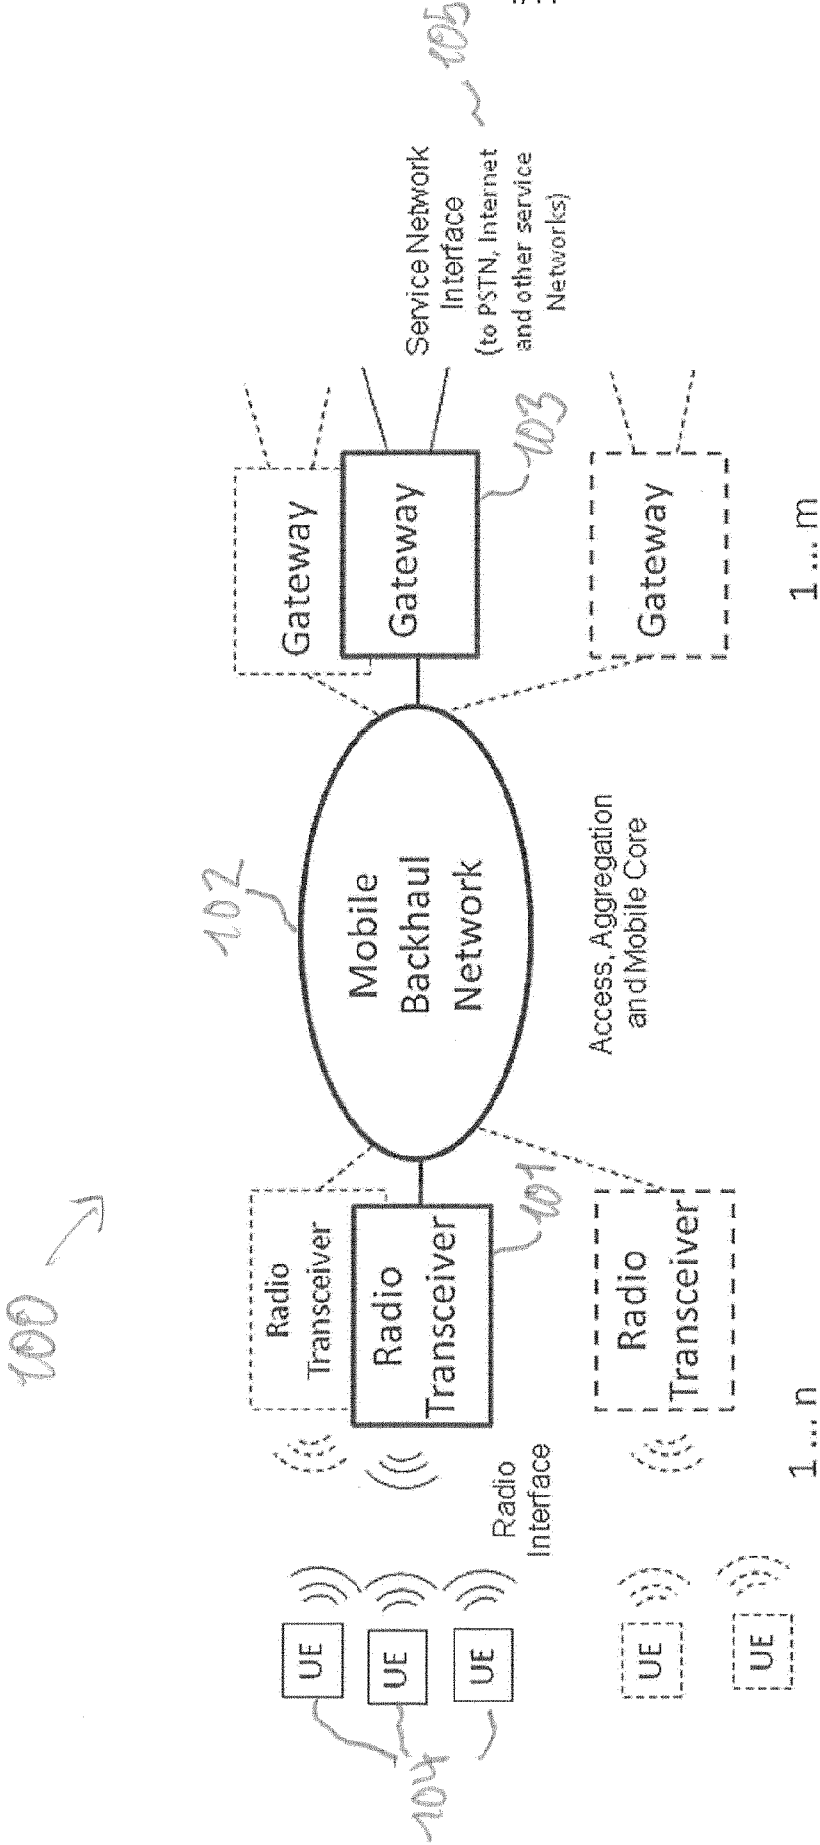 100
102
UE
UE
UE
104
Radio
Transceiver
Radio
Transceiver
101
Mobile
Backhaul
Network
Gateway
Gateway
103
Service Network
Interface
(to PSTN, Internet
and other service
Networks)
105
Radio
Interface
Access, Aggregation
and Mobile Core
UE
UE
Radio
Transceiver
Gateway
1 ... n
1 ... m